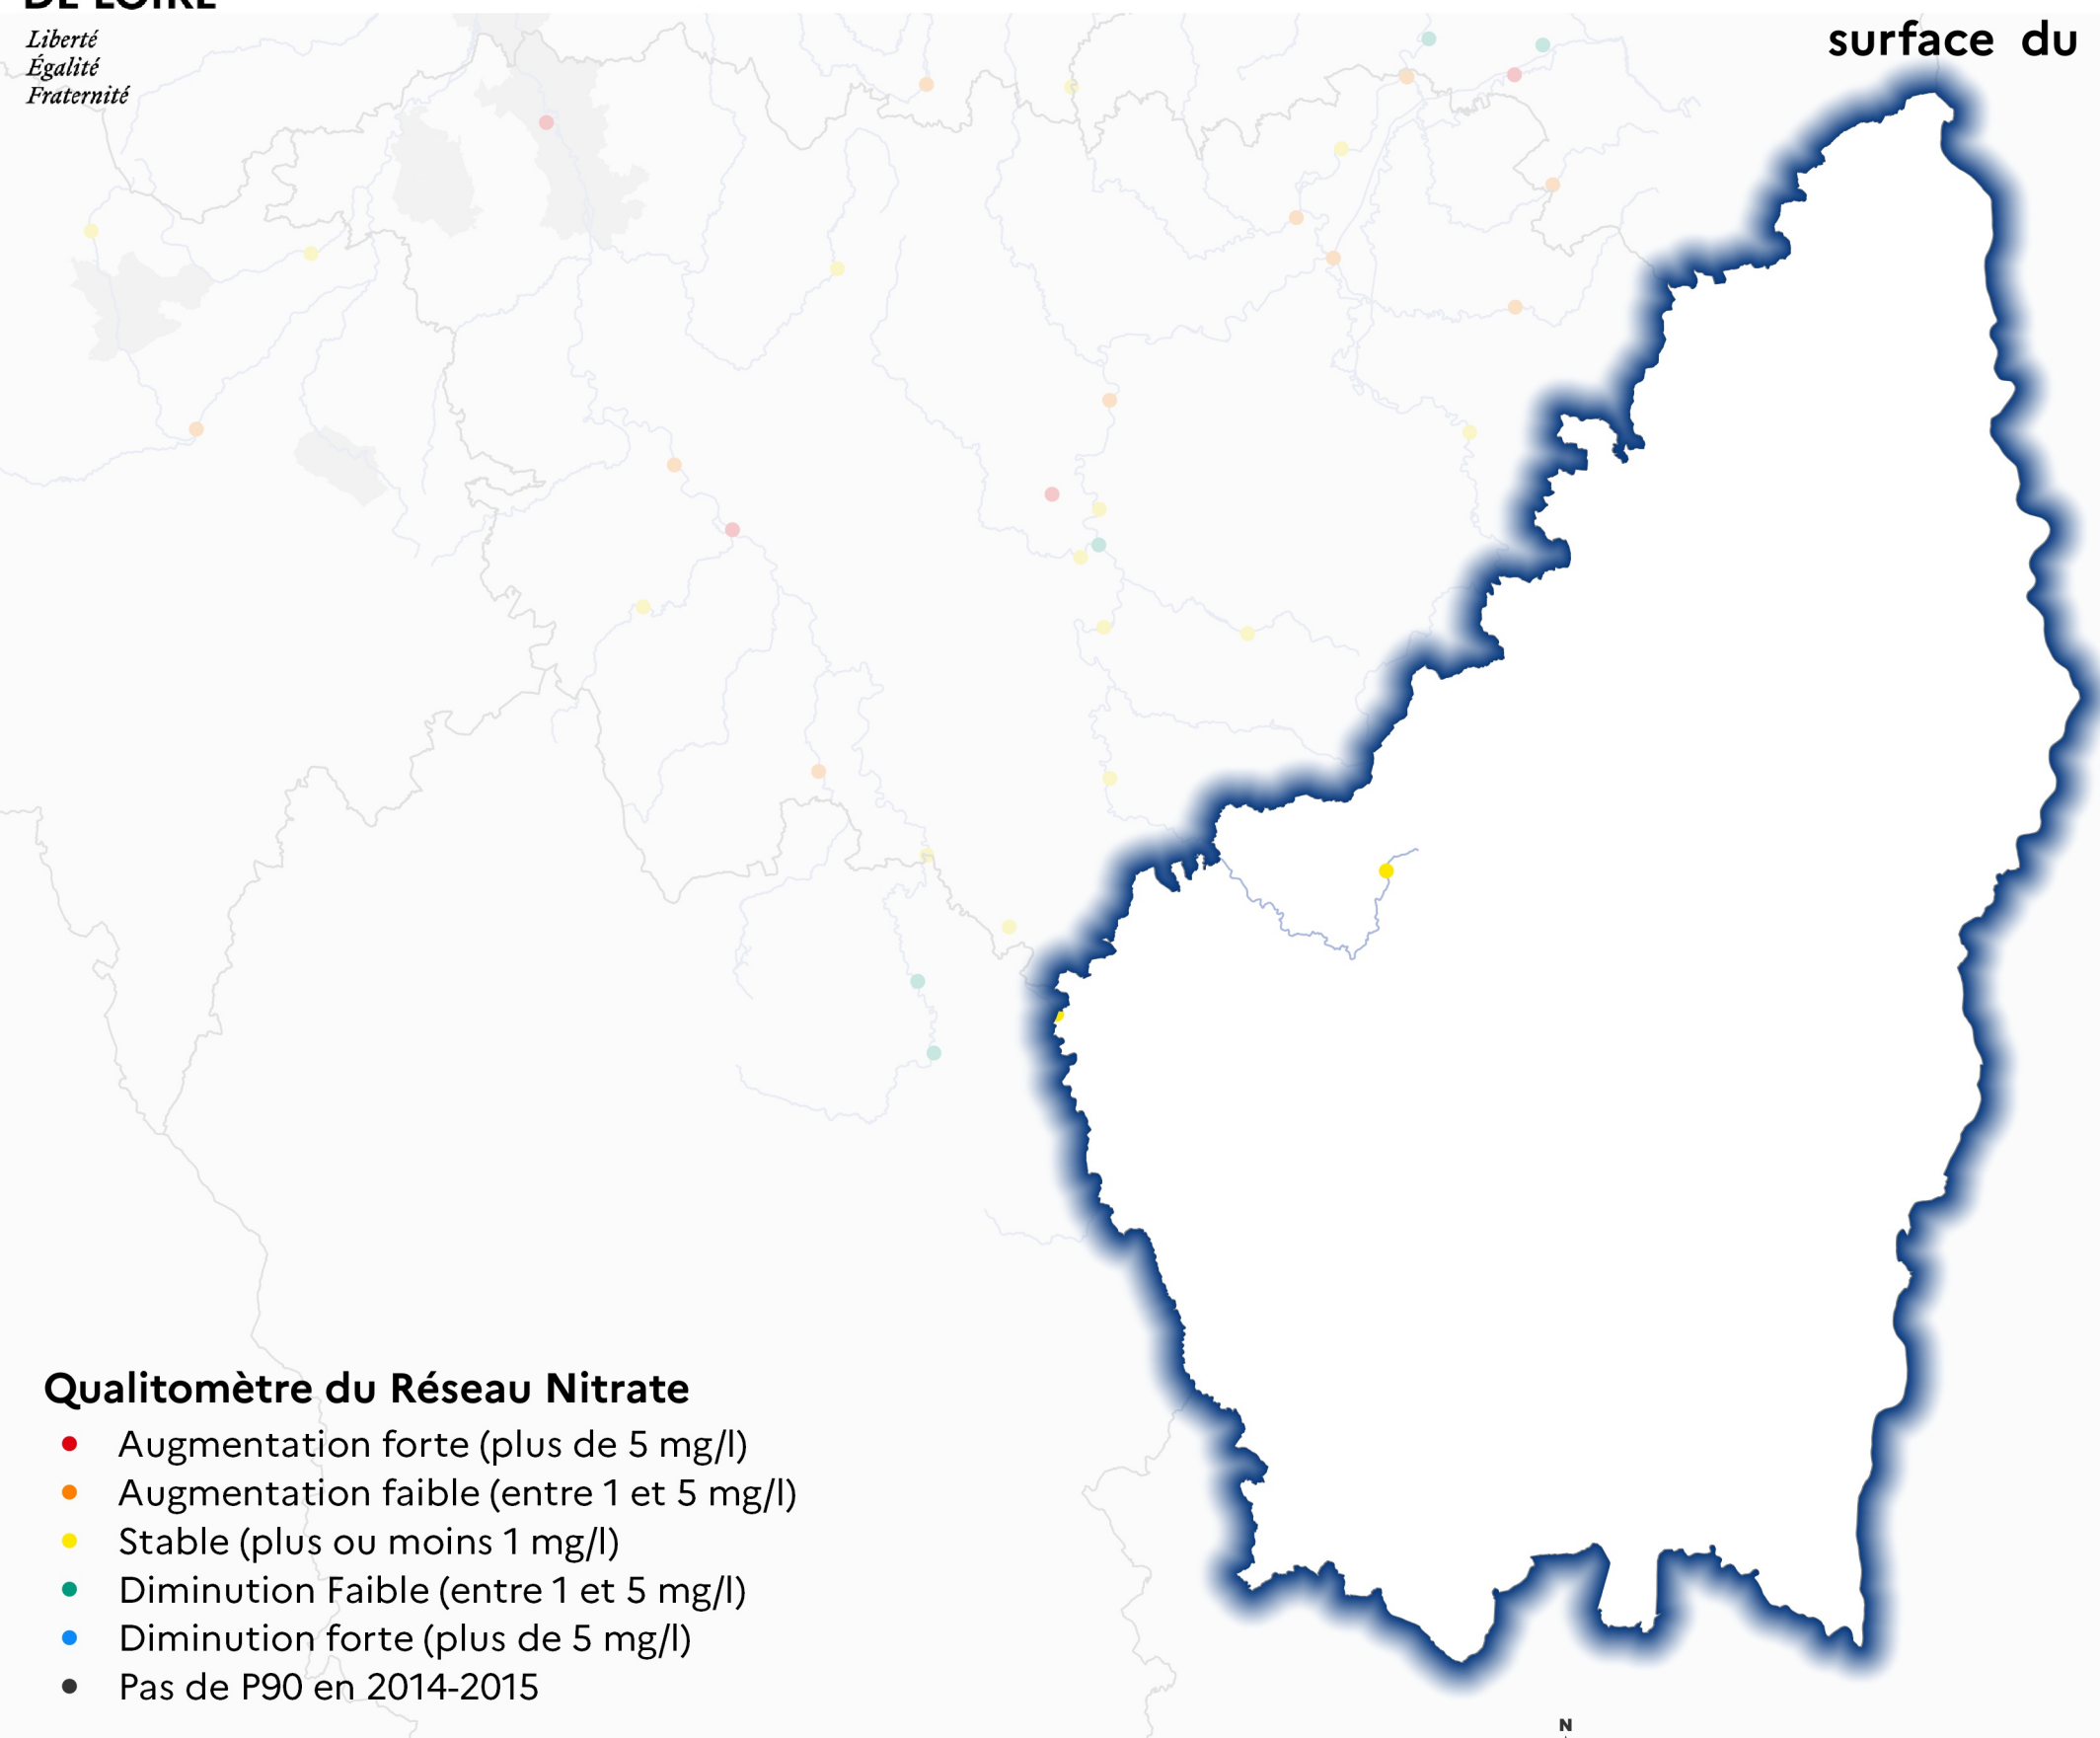 DE LOIRE
Liberté
Égalité
Fraternité
surface du
Qualitomètre du Réseau Nitrate
Augmentation forte (plus de 5 mg/l)
Augmentation faible (entre 1 et 5 mg/l)
Stable (plus ou moins 1 mg/l)
Diminution Faible (entre 1 et 5 mg/l)
Diminution forte (plus de 5 mg/l)
Pas de P90 en 2014-2015
N